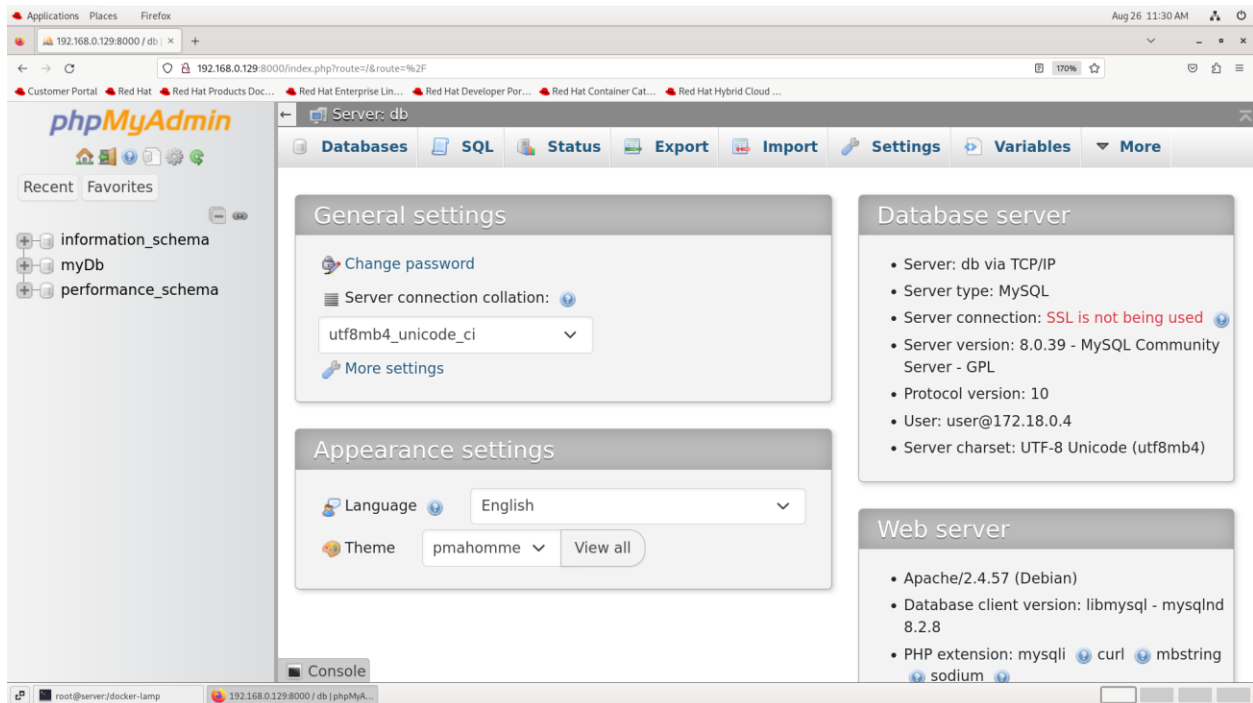 Applications Places Firefox Aug 26 11:30 AM
192.168.0.129:8000 / db | × +
192.168.0.129:8000/index.php?route=/&route=%2F 170%
Customer Portal Red Hat Red Hat Products Doc... Red Hat Enterprise Lin... Red Hat Developer Por... Red Hat Container Cat... Red Hat Hybrid Cloud ...
phpMyAdmin
Recent Favorites
information_schema
myDb
performance_schema
Server: db
Databases SQL Status Export Import Settings Variables More
General settings
Change password
Server connection collation:
utf8mb4_unicode_ci
More settings
Appearance settings
Language English
Theme pmahomme View all
Database server
• Server: db via TCP/IP
• Server type: MySQL
• Server connection: SSL is not being used
• Server version: 8.0.39 - MySQL Community
Server - GPL
• Protocol version: 10
• User: user@172.18.0.4
• Server charset: UTF-8 Unicode (utf8mb4)
Web server
• Apache/2.4.57 (Debian)
• Database client version: libmysql - mysqlnd
8.2.8
• PHP extension: mysqli curl mbstring
sodium
Console
root@server:/docker-lamp 192.168.0.129:8000 / db | phpMyA...